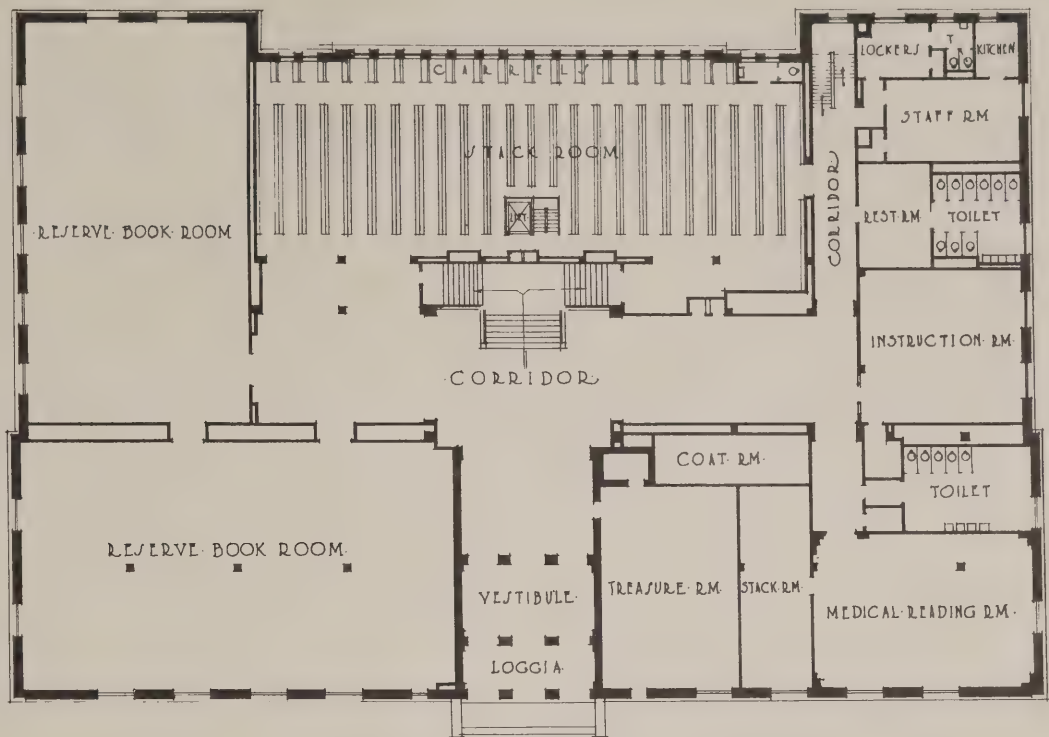 LOCKERS
T
R
KITCHEN
CARRELS
STAFF RM
STACK ROOM
CORRIDOR
REST RM
TOILET
LIFT
·RESERVE·BOOK·ROOM
INSTRUCTION·RM·
·CORRIDOR·
COAT·RM·
TOILET
RESERVE·BOOK ROOM·
VESTIBULE·
TREASURE·RM·
STACK·RM·
MEDICAL·READING RM·
LOGGIA·